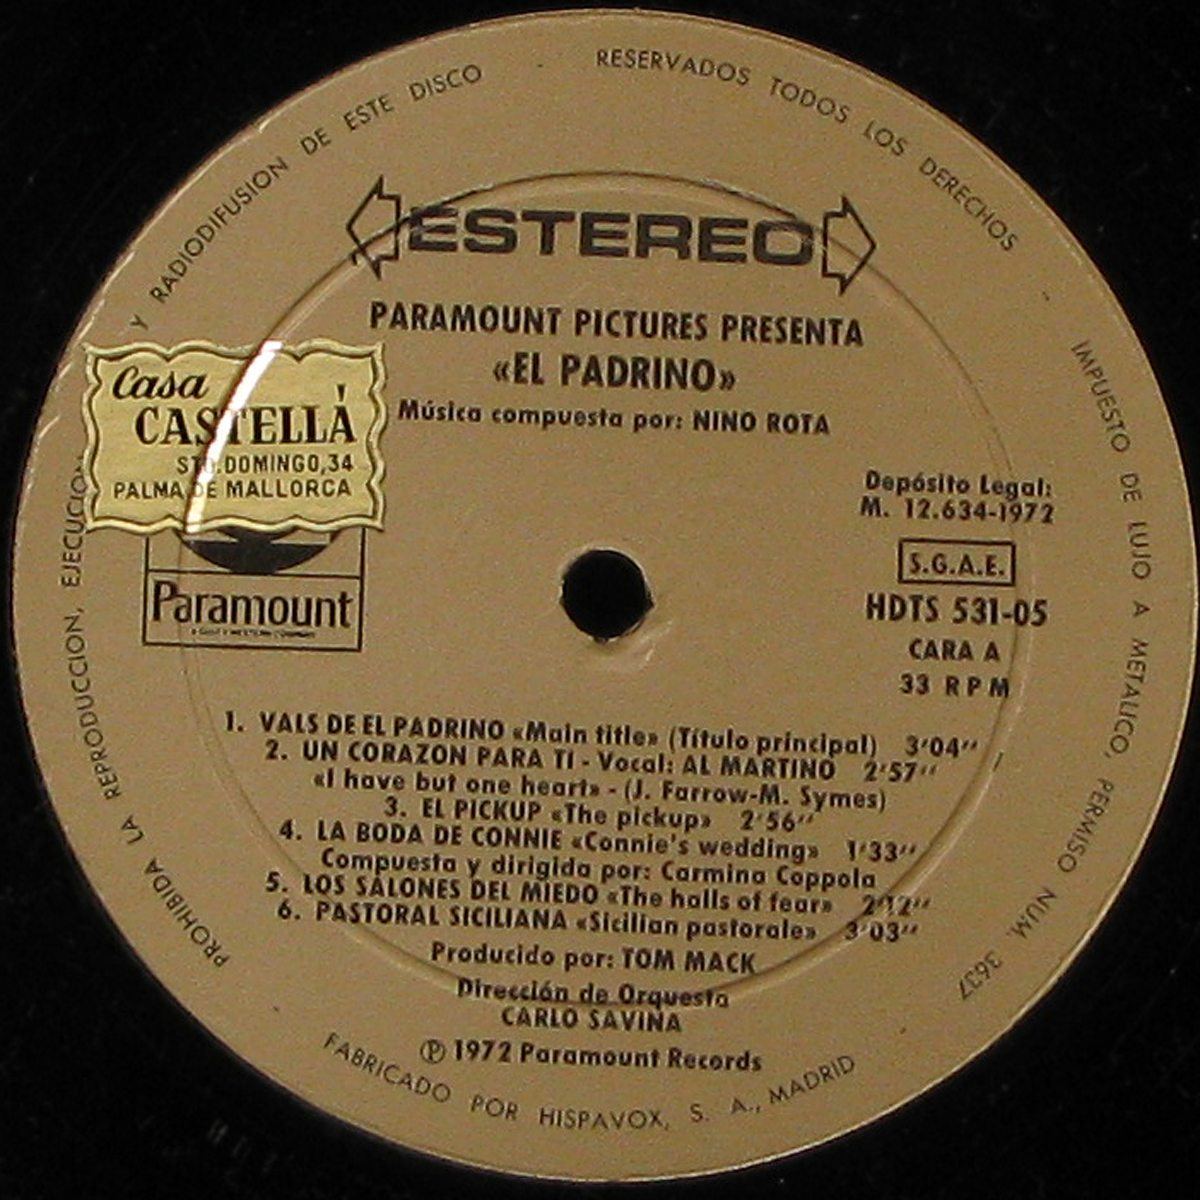 PROHIBIDA LA REPRODUCCION, EJECUCION Y RADIODIFUSION DE ESTE DISCO
RESERVADOS TODOS LOS DERECHOS
IMPUESTO DE LUJO A METALICO, PERMISO NUM. 3637
ESTEREO
PARAMOUNT PICTURES PRESENTA
«EL PADRINO»
Música compuesta por: NINO ROTA
Casa
CASTELLÀ
STO. DOMINGO, 34
PALMA DE MALLORCA
Paramount
Depósito Legal:
M. 12.634-1972
S.G.A.E.
HDTS 531-05
CARA A
33 RPM
1. VALS DE EL PADRINO «Main title» (Título principal) 3'04''
2. UN CORAZON PARA TI - Vocal: AL MARTINO 2'57''
«I have but one heart» - (J. Farrow-M. Symes)
3. EL PICKUP «The pickup» 2'56''
4. LA BODA DE CONNIE «Connie's wedding» 1'33''
Compuesta y dirigida por: Carmina Coppola
5. LOS SALONES DEL MIEDO «The halls of fear» 2'12''
6. PASTORAL SICILIANA «Sicilian pastorale» 3'03''
Producido por: TOM MACK
Dirección de Orquesta
CARLO SAVINA
Ⓟ 1972 Paramount Records
FABRICADO POR HISPAVOX, S. A., MADRID